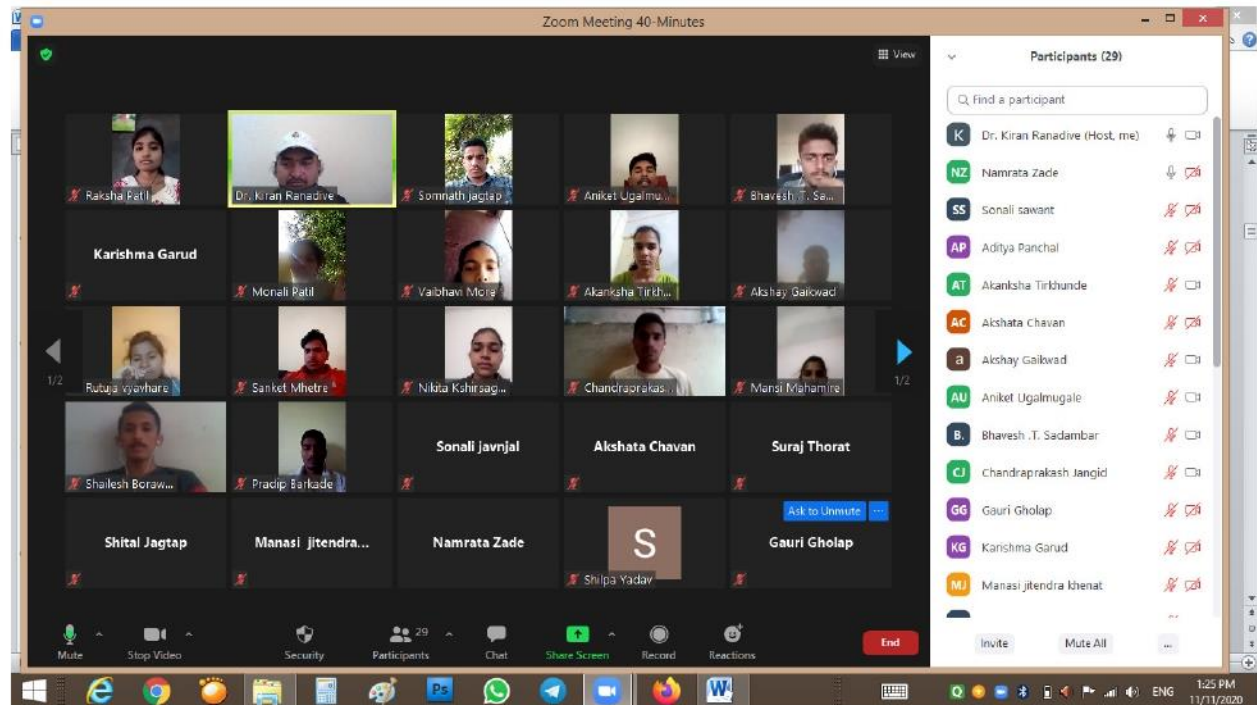 Zoom Meeting 40-Minutes
View
Raksha Patil
Dr. Kiran Ranadive
Somnath jagtap
Aniket Ugalmu...
Bhavesh .T. Sa...
Karishma Garud
Monali Patil
Vaibhavi More
Akanksha Tirkh...
Akshay Gaikwad
1/2
Rutuja vyavhare
Sanket Mhetre
Nikita Kshirsag...
Chandraprakas...
Mansi Mahamire
1/2
Shailesh Boraw...
Pradip Barkade
Sonali javnjal
Akshata Chavan
Suraj Thorat
Ask to Unmute ...
Shital Jagtap
Manasi jitendra...
Namrata Zade
S
Shilpa Yadav
Gauri Gholap
Mute
Stop Video
Security
29
Participants
Chat
Share Screen
Record
Reactions
End
Participants (29)
Find a participant
K Dr. Kiran Ranadive (Host, me)
NZ Namrata Zade
SS Sonali sawant
AP Aditya Panchal
AT Akanksha Tirkhunde
AC Akshata Chavan
a Akshay Gaikwad
AU Aniket Ugalmugale
B. Bhavesh .T. Sadambar
CJ Chandraprakash Jangid
GG Gauri Gholap
KG Karishma Garud
MJ Manasi jitendra khenat
Invite
Mute All
...
Ps
W
ENG
1:25 PM
11/11/2020